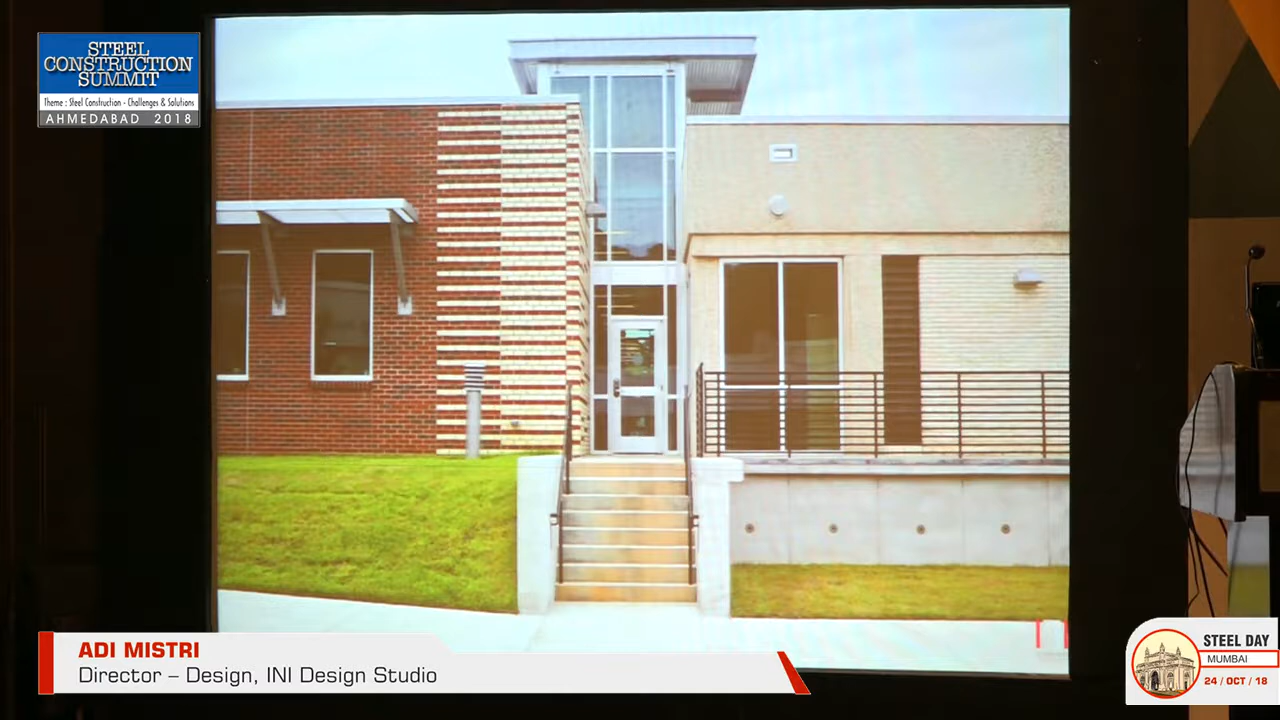 STEEL
CONSTRUCTION
SUMMIT
Theme : Steel Construction - Challenges & Solutions
AHMEDABAD 2018
ADI MISTRI
Director – Design, INI Design Studio
STEEL DAY
MUMBAI
24 / OCT / 18